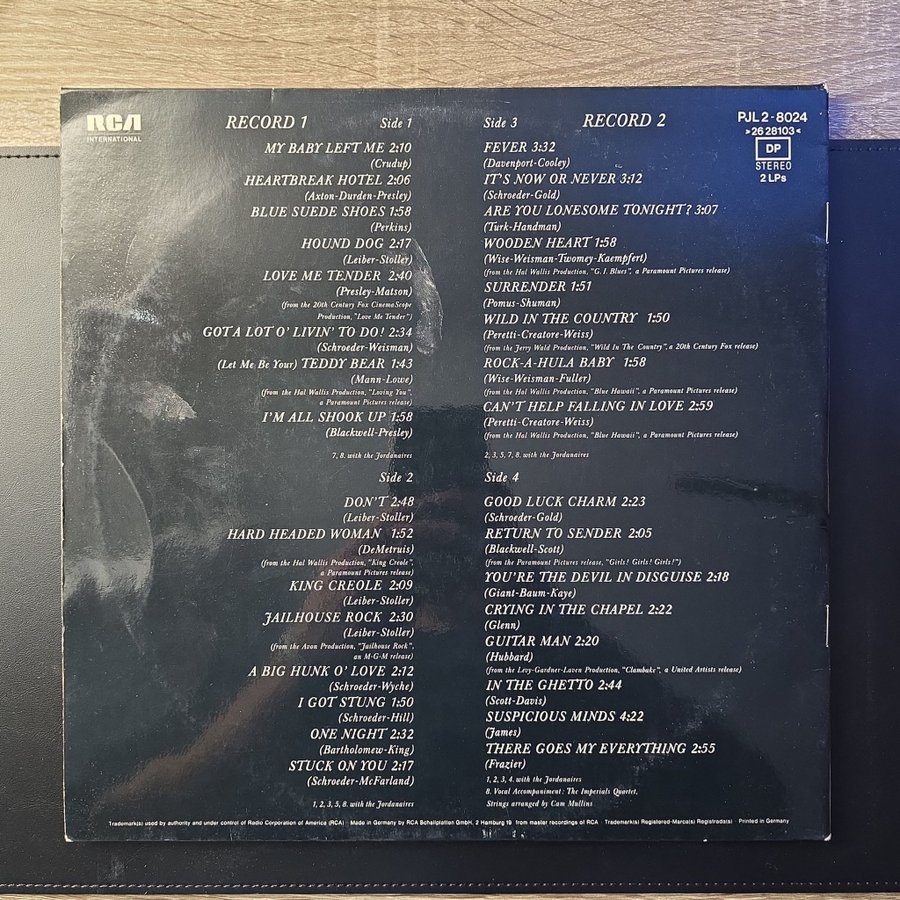 RCA
INTERNATIONAL
RECORD 1
Side 1
MY BABY LEFT ME 2:10
(Crudup)
HEARTBREAK HOTEL 2:06
(Axton-Durden-Presley)
BLUE SUEDE SHOES 1:58
(Perkins)
HOUND DOG 2:17
(Leiber-Stoller)
LOVE ME TENDER 2:40
(Presley-Matson)
(from the 20th Century Fox CinemaScope
Production, "Love Me Tender")
GOT A LOT O' LIVIN' TO DO! 2:34
(Schroeder-Weisman)
(Let Me Be Your) TEDDY BEAR 1:43
(Mann-Lowe)
(from the Hal Wallis Production, "Loving You",
a Paramount Pictures release)
I'M ALL SHOOK UP 1:58
(Blackwell-Presley)
7, 8. with the Jordanaires
Side 2
DON'T 2:48
(Leiber-Stoller)
HARD HEADED WOMAN 1:52
(DeMetruis)
(from the Hal Wallis Production, "King Creole",
a Paramount Pictures release)
KING CREOLE 2:09
(Leiber-Stoller)
JAILHOUSE ROCK 2:30
(Leiber-Stoller)
(from the Avon Production, "Jailhouse Rock",
an M-G-M release)
A BIG HUNK O' LOVE 2:12
(Schroeder-Wyche)
I GOT STUNG 1:50
(Schroeder-Hill)
ONE NIGHT 2:32
(Bartholomew-King)
STUCK ON YOU 2:17
(Schroeder-McFarland)
1, 2, 3, 5, 8. with the Jordanaires
Side 3
RECORD 2
FEVER 3:32
(Davenport-Cooley)
IT'S NOW OR NEVER 3:12
(Schroeder-Gold)
ARE YOU LONESOME TONIGHT? 3:07
(Turk-Handman)
WOODEN HEART 1:58
(Wise-Weisman-Twomey-Kaempfert)
(from the Hal Wallis Production, "G.I. Blues", a Paramount Pictures release)
SURRENDER 1:51
(Pomus-Shuman)
WILD IN THE COUNTRY 1:50
(Peretti-Creatore-Weiss)
(from the Jerry Wald Production, "Wild In The Country", a 20th Century Fox release)
ROCK-A-HULA BABY 1:58
(Wise-Weisman-Fuller)
(from the Hal Wallis Production, "Blue Hawaii", a Paramount Pictures release)
CAN'T HELP FALLING IN LOVE 2:59
(Peretti-Creatore-Weiss)
(from the Hal Wallis Production, "Blue Hawaii", a Paramount Pictures release)
2, 3, 5, 7, 8. with the Jordanaires
Side 4
GOOD LUCK CHARM 2:23
(Schroeder-Gold)
RETURN TO SENDER 2:05
(Blackwell-Scott)
(from the Paramount Pictures release, "Girls! Girls! Girls!")
YOU'RE THE DEVIL IN DISGUISE 2:18
(Giant-Baum-Kaye)
CRYING IN THE CHAPEL 2:22
(Glenn)
GUITAR MAN 2:20
(Hubbard)
(from the Levy-Gardner-Laven Production, "Clambake", a United Artists release)
IN THE GHETTO 2:44
(Scott-Davis)
SUSPICIOUS MINDS 4:22
(James)
THERE GOES MY EVERYTHING 2:55
(Frazier)
1, 2, 3, 4. with the Jordanaires
8. Vocal Accompaniment: The Imperials Quartet,
Strings arranged by Cam Mullins
PJL 2-8024
>26 28103<
DP
STEREO
2 LPs
Trademark(s) used by authority and under control of Radio Corporation of America (RCA) · Made in Germany by RCA Schallplatten GmbH, 2 Hamburg 19 from master recordings of RCA · Trademark(s) Registered-Marca(s) Registrada(s) · Printed in Germany